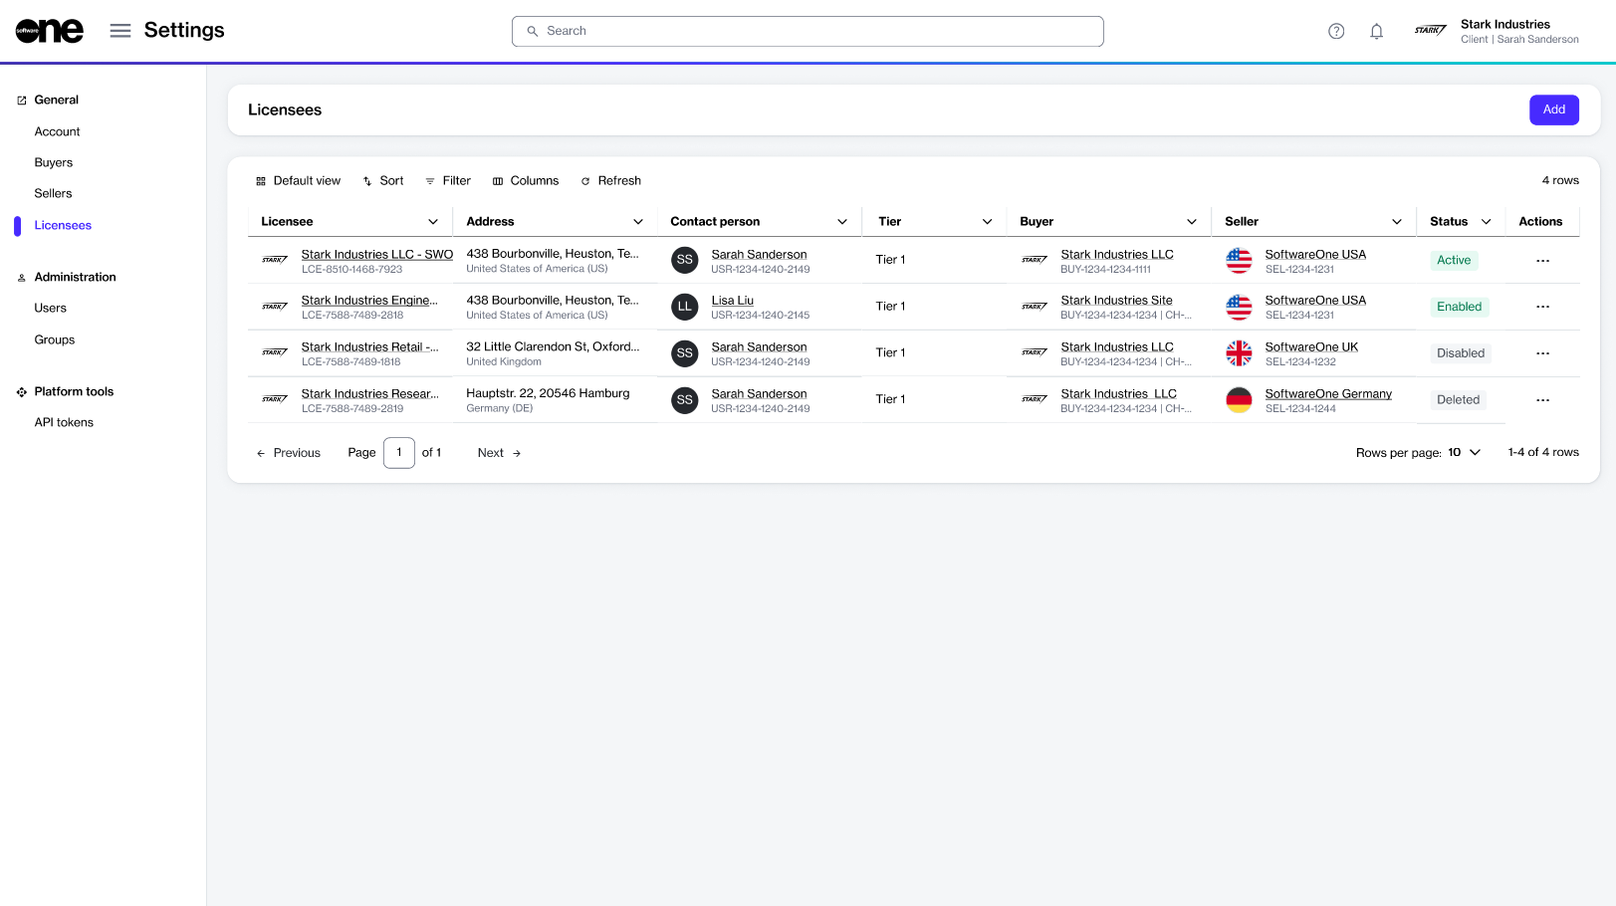 software one
Settings
Search
Stark Industries
Client | Sarah Sanderson
STARK
General
Account
Buyers
Sellers
Licensees
Administration
Users
Groups
Platform tools
API tokens
Licensees
Add
Default view Sort Filter Columns Refresh
4 rows
Licensee Address Contact person Tier Buyer Seller Status Actions
STARK Stark Industries LLC - SWO 438 Bourbonville, Heuston, Te... SS Sarah Sanderson Tier 1 STARK Stark Industries LLC SoftwareOne USA Active ...
LCE-8510-1468-7923 United States of America (US) USR-1234-1240-2149 BUY-1234-1234-1111 SEL-1234-1231
STARK Stark Industries Engine... 438 Bourbonville, Heuston, Te... LL Lisa Liu Tier 1 STARK Stark Industries Site SoftwareOne USA Enabled ...
LCE-7588-7489-2818 United States of America (US) USR-1234-1240-2145 BUY-1234-1234-1234 | CH-... SEL-1234-1231
STARK Stark Industries Retail -... 32 Little Clarendon St, Oxford... SS Sarah Sanderson Tier 1 STARK Stark Industries LLC SoftwareOne UK Disabled ...
LCE-7588-7489-1818 United Kingdom USR-1234-1240-2149 BUY-1234-1234-1234 | CH-... SEL-1234-1232
STARK Stark Industries Resear... Hauptstr. 22, 20546 Hamburg SS Sarah Sanderson Tier 1 STARK Stark Industries LLC SoftwareOne Germany Deleted ...
LCE-7588-7489-2819 Germany (DE) USR-1234-1240-2149 BUY-1234-1234-1234 | CH-... SEL-1234-1244
Previous Page 1 of 1 Next
Rows per page: 10 1-4 of 4 rows